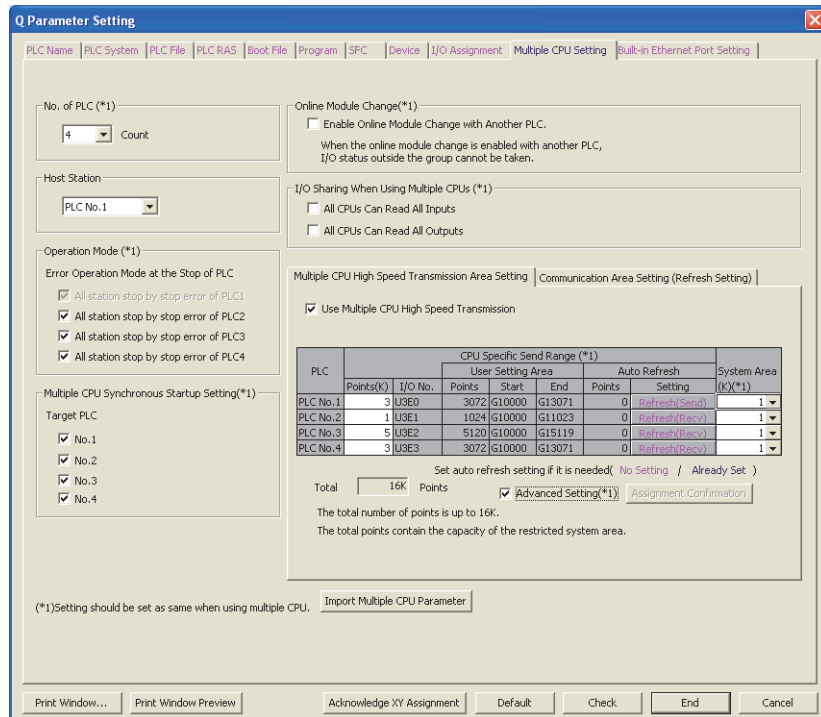 Q Parameter Setting
PLC Name PLC System PLC File PLC RAS Boot File Program SFC Device I/O Assignment Multiple CPU Setting Built-in Ethernet Port Setting
No. of PLC (*1)
4 Count
Host Station
PLC No.1
Operation Mode (*1)
Error Operation Mode at the Stop of PLC
All station stop by stop error of PLC1
All station stop by stop error of PLC2
All station stop by stop error of PLC3
All station stop by stop error of PLC4
Multiple CPU Synchronous Startup Setting(*1)
Target PLC
No.1
No.2
No.3
No.4
Online Module Change(*1)
Enable Online Module Change with Another PLC.
When the online module change is enabled with another PLC,
I/O status outside the group cannot be taken.
I/O Sharing When Using Multiple CPUs (*1)
All CPUs Can Read All Inputs
All CPUs Can Read All Outputs
Multiple CPU High Speed Transmission Area Setting Communication Area Setting (Refresh Setting)
Use Multiple CPU High Speed Transmission
CPU Specific Send Range (*1)
PLC User Setting Area Auto Refresh System Area
Points(K) I/O No. Points Start End Points Setting (K)(*1)
PLC No.1 3 U3E0 3072 G10000 G13071 0 Refresh(Send) 1
PLC No.2 1 U3E1 1024 G10000 G11023 0 Refresh(Recv) 1
PLC No.3 5 U3E2 5120 G10000 G15119 0 Refresh(Recv) 1
PLC No.4 3 U3E3 3072 G10000 G13071 0 Refresh(Recv) 1
Set auto refresh setting if it is needed( No Setting / Already Set )
Total 16K Points Advanced Setting(*1) Assignment Confirmation
The total number of points is up to 16K.
The total points contain the capacity of the restricted system area.
(*1)Setting should be set as same when using multiple CPU. Import Multiple CPU Parameter
Print Window... Print Window Preview Acknowledge XY Assignment Default Check End Cancel